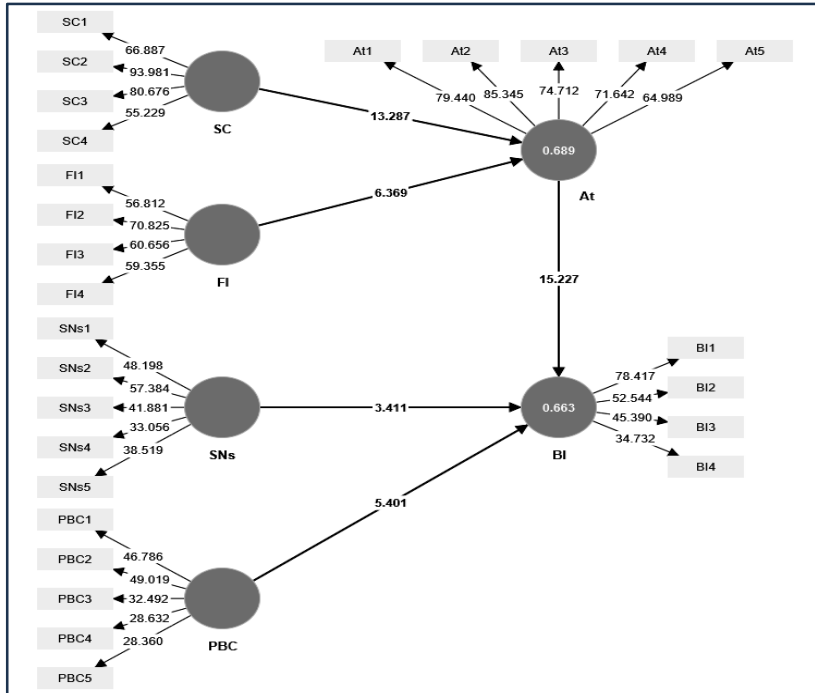 SC1
SC2
SC3
SC4
66.887
93.981
80.676
55.229
SC
FI1
FI2
FI3
FI4
56.812
70.825
60.656
59.355
FI
SNs1
SNs2
SNs3
SNs4
SNs5
48.198
57.384
41.881
33.056
38.519
SNs
PBC1
PBC2
PBC3
PBC4
PBC5
46.786
49.019
32.492
28.632
28.360
PBC
13.287
6.369
3.411
5.401
At1
At2
At3
At4
At5
79.440
85.345
74.712
71.642
64.989
0.689
At
15.227
0.663
BI
78.417
52.544
45.390
34.732
BI1
BI2
BI3
BI4